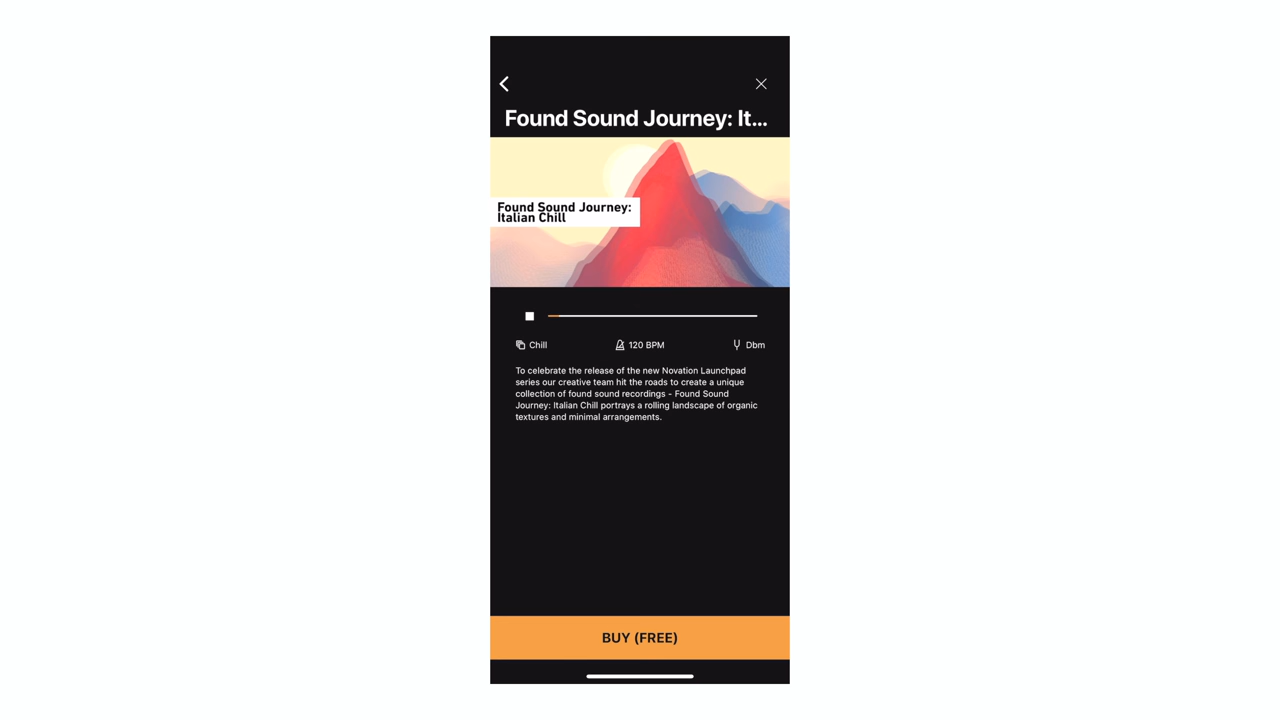 Found Sound Journey: It...
Found Sound Journey:
Italian Chill
Chill
120 BPM
Dbm
To celebrate the release of the new Novation Launchpad
series our creative team hit the roads to create a unique
collection of found sound recordings - Found Sound
Journey: Italian Chill portrays a rolling landscape of organic
textures and minimal arrangements.
BUY (FREE)